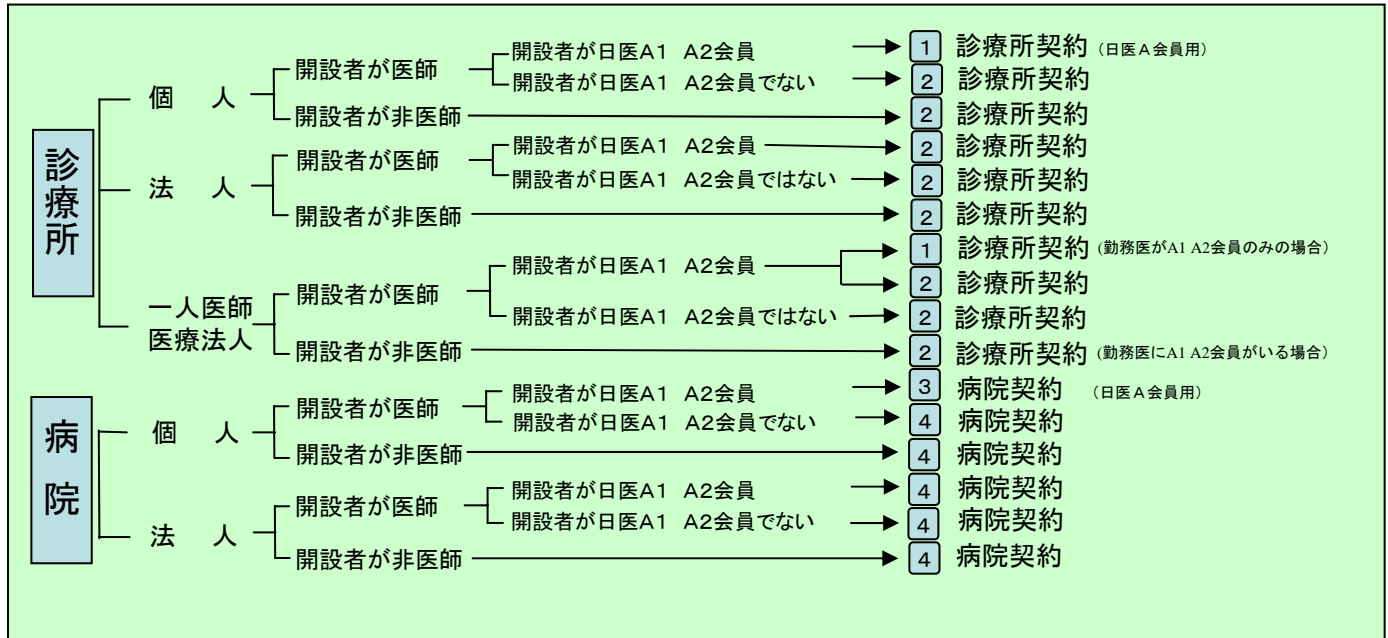 開設者が日医A1 A2会員 1 診療所契約 (日医A会員用)
開設者が医師
開設者が日医A1 A2会員でない 2 診療所契約
個 人
開設者が非医師 2 診療所契約
開設者が日医A1 A2会員 2 診療所契約
開設者が医師
開設者が日医A1 A2会員ではない 2 診療所契約
法 人
開設者が非医師 2 診療所契約
診療所
開設者が日医A1 A2会員 1 診療所契約 (勤務医がA1 A2会員のみの場合)
2 診療所契約
開設者が医師
開設者が日医A1 A2会員ではない 2 診療所契約
一人医師
医療法人
開設者が非医師 2 診療所契約 (勤務医にA1 A2会員がいる場合)
開設者が日医A1 A2会員 3 病院契約 (日医A会員用)
開設者が医師
開設者が日医A1 A2会員でない 4 病院契約
個 人
開設者が非医師 4 病院契約
病院
開設者が日医A1 A2会員 4 病院契約
開設者が医師
開設者が日医A1 A2会員でない 4 病院契約
法 人
開設者が非医師 4 病院契約